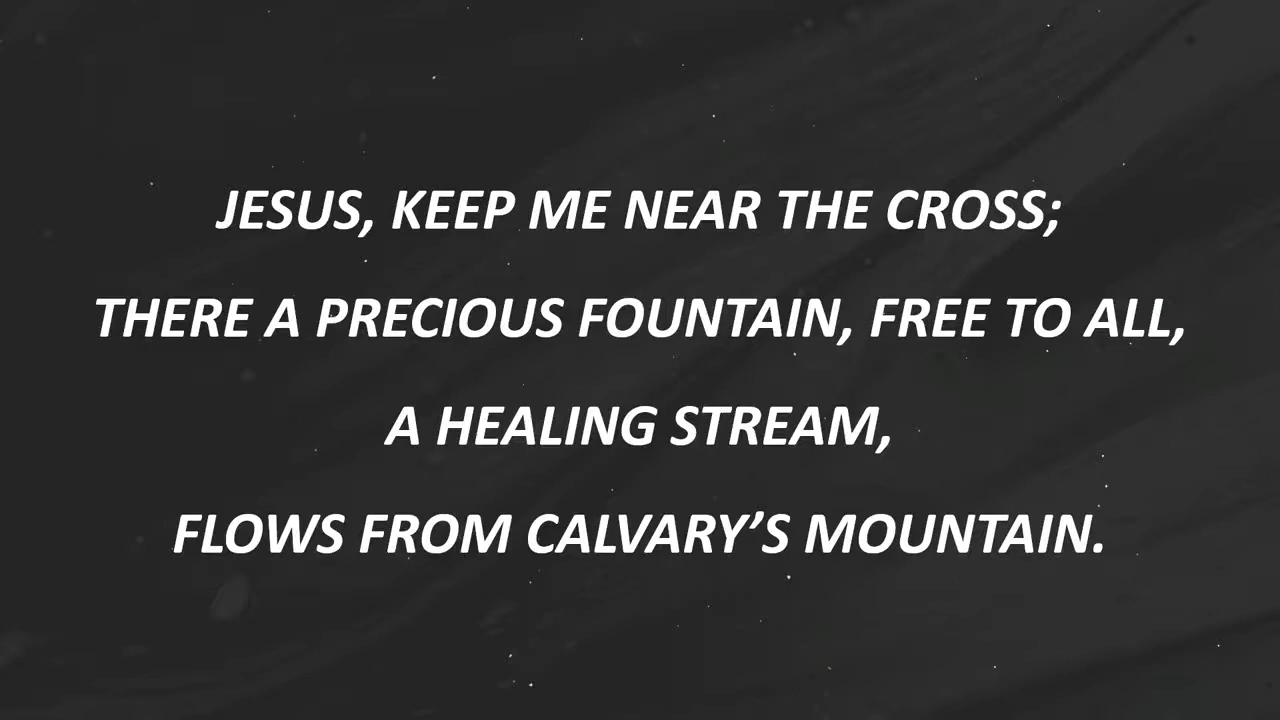 JESUS, KEEP ME NEAR THE CROSS;
THERE A PRECIOUS FOUNTAIN, FREE TO ALL,
A HEALING STREAM,
FLOWS FROM CALVARY’S MOUNTAIN.